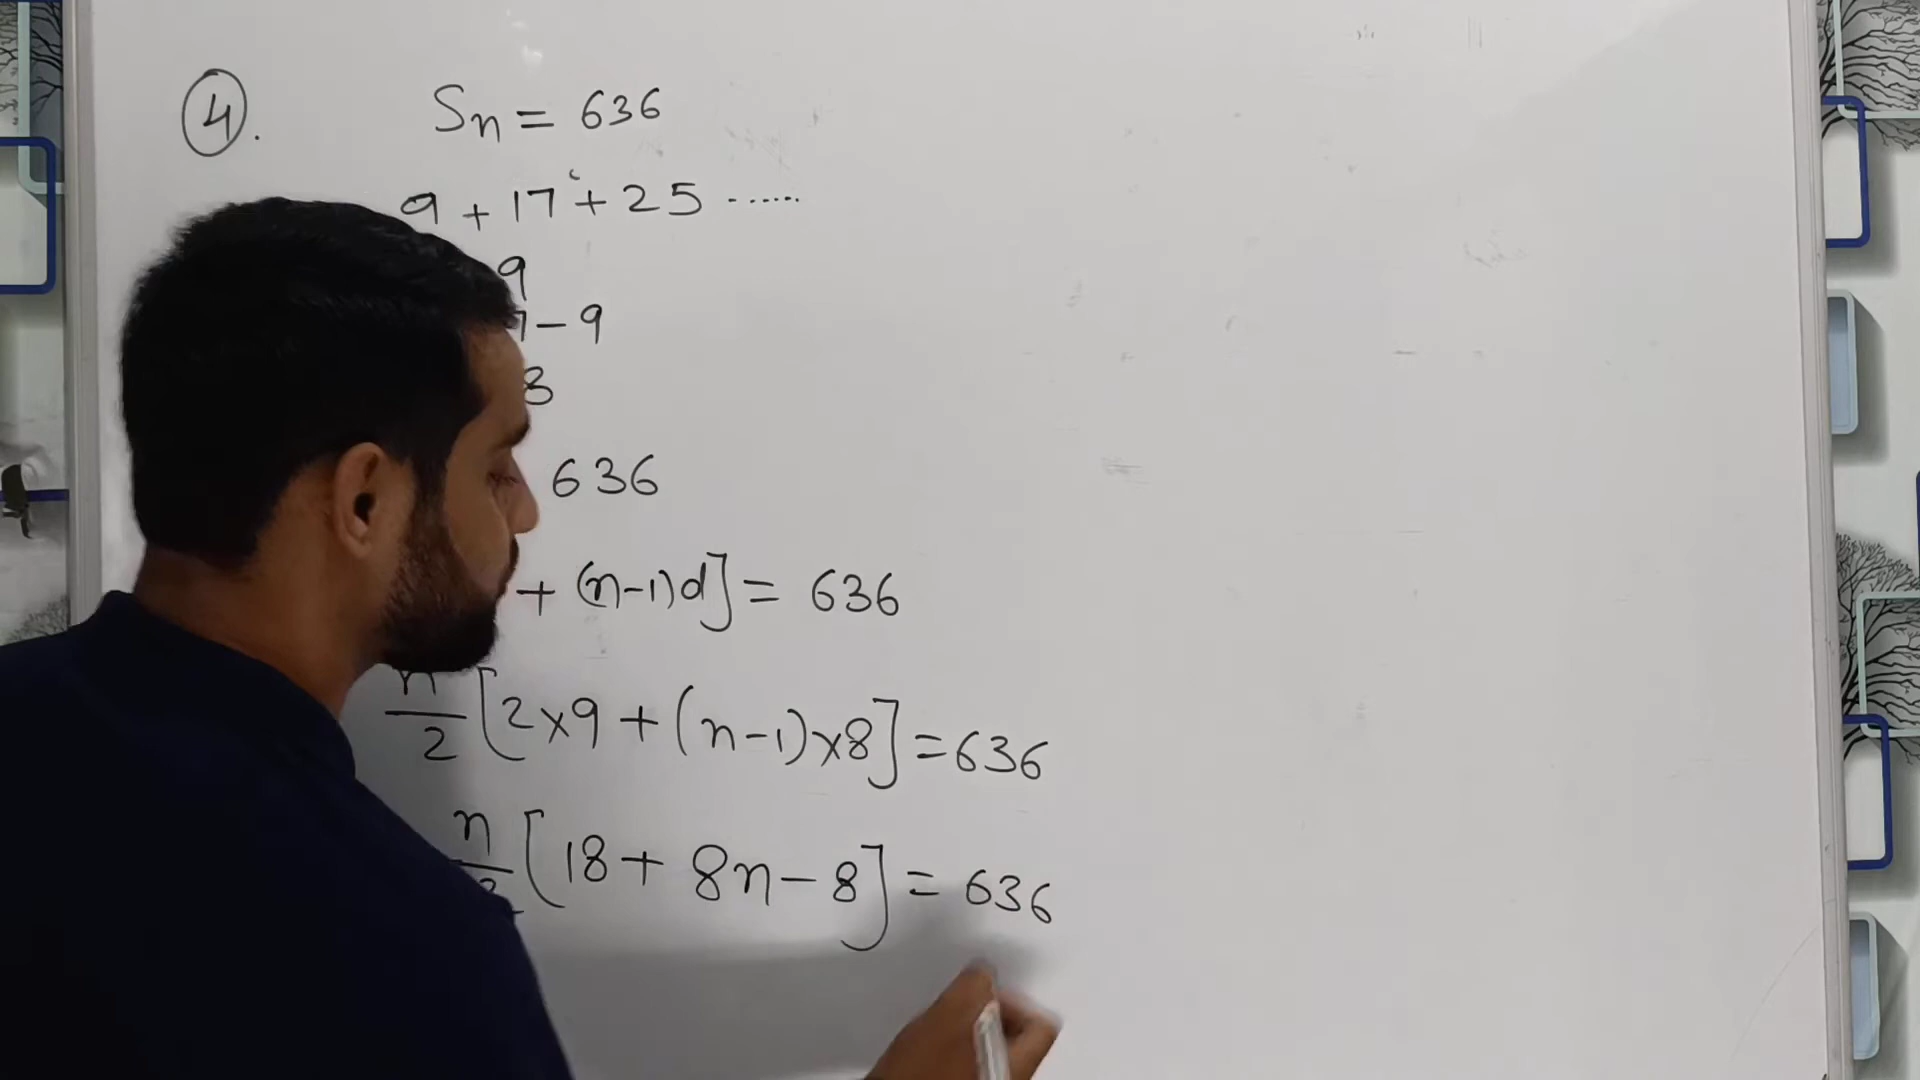 4.
Sn = 636
9 + 17 + 25 ......
9
7 - 9
8
636
+ (n-1)d] = 636
n/2 [2×9 + (n-1)×8] = 636
n/2 [18 + 8n - 8] = 636